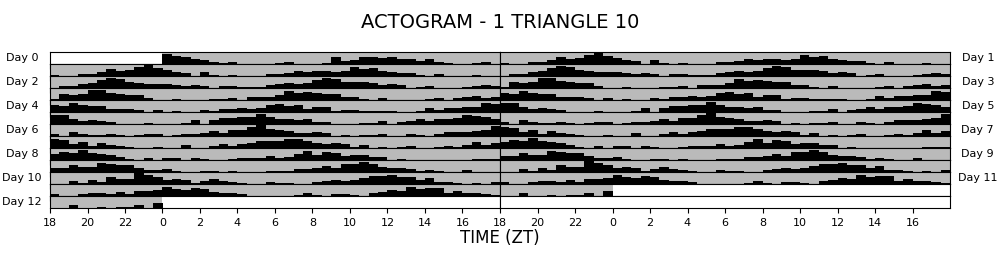 ACTOGRAM - 1 TRIANGLE 10
Day 0 Day 1
Day 2 Day 3
Day 4 Day 5
Day 6 Day 7
Day 8 Day 9
Day 10 Day 11
Day 12
18 20 22 0 2 4 6 8 10 12 14 16 18 20 22 0 2 4 6 8 10 12 14 16
TIME (ZT)